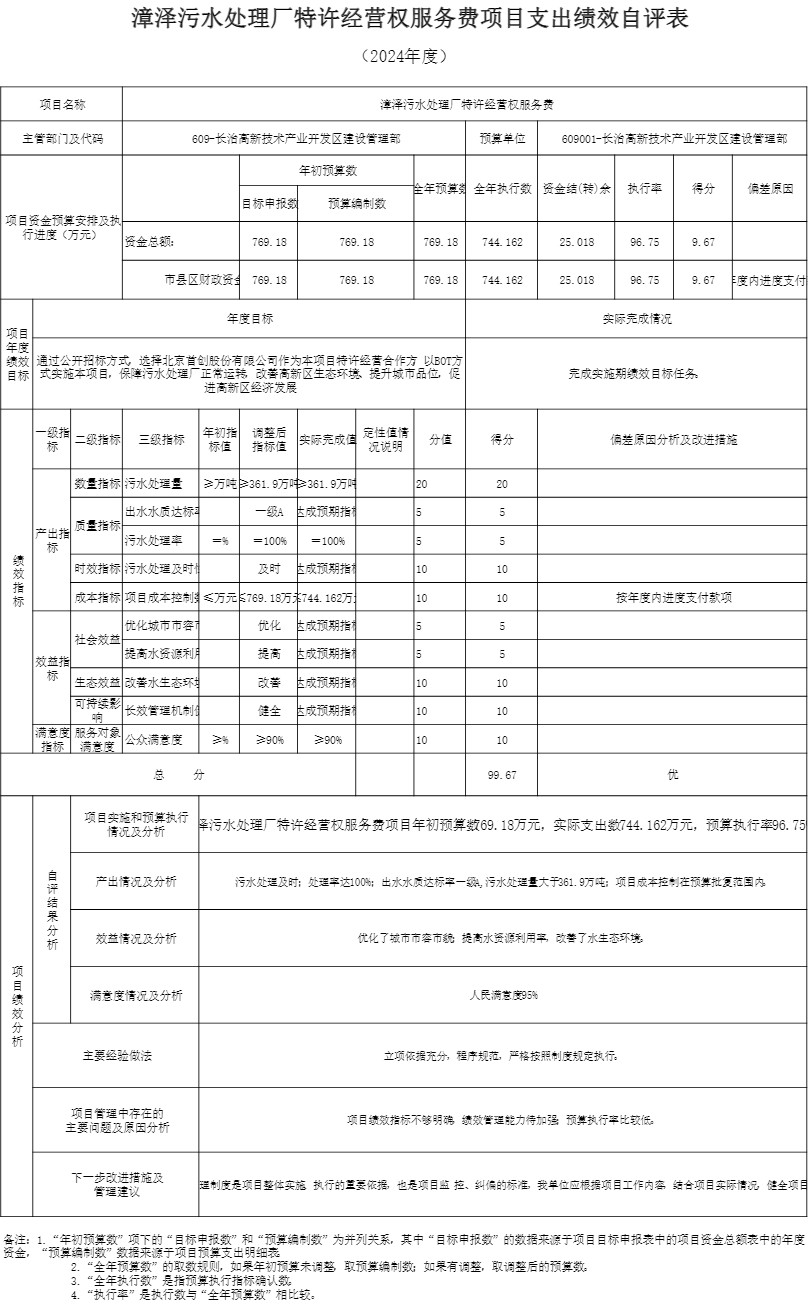 漳泽污水处理厂特许经营权服务费项目支出绩效自评表
（2024年度）
项目名称 漳泽污水处理厂特许经营权服务费
主管部门及代码 609-长治高新技术产业开发区建设管理部 预算单位 609001-长治高新技术产业开发区建设管理部
项目资金预算安排及执行进度（万元） 年初预算数 全年预算数 全年执行数 资金结(转)余 执行率 得分 偏差原因
目标申报数 预算编制数
资金总额： 769.18 769.18 769.18 744.162 25.018 96.75 9.67
市县区财政资金 769.18 769.18 769.18 744.162 25.018 96.75 9.67 年度内进度支付
项目年度绩效目标 年度目标 实际完成情况
通过公开招标方式，选择北京首创股份有限公司作为本项目特许经营合作方，以BOT方
式实施本项目，保障污水处理厂正常运转，改善高新区生态环境、提升城市品位，促
进高新区经济发展
完成实施期绩效目标任务。
绩效指标 一级指标 二级指标 三级指标 年初指标值 调整后指标值 实际完成值 定性值情况说明 分值 得分 偏差原因分析及改进措施
产出指标 数量指标 污水处理量 ≥万吨 ≥361.9万吨 ≥361.9万吨 20 20
质量指标 出水水质达标率 一级A 达成预期指标 5 5
污水处理率 ＝% ＝100% ＝100% 5 5
时效指标 污水处理及时性 及时 达成预期指标 10 10
成本指标 项目成本控制数 ≤万元 ≤769.18万元 744.162万元 10 10 按年度内进度支付款项
效益指标 社会效益 优化城市市容市 优化 达成预期指标 5 5
提高水资源利用 提高 达成预期指标 5 5
生态效益 改善水生态环境 改善 达成预期指标 10 10
可持续影响 长效管理机制健 健全 达成预期指标 10 10
满意度指标 服务对象满意度 公众满意度 ≥% ≥90% ≥90% 10 10
总 分 99.67 优
项目绩效分析 自评结果分析 项目实施和预算执行情况及分析 泽污水处理厂特许经营权服务费项目年初预算数769.18万元，实际支出数744.162万元，预算执行率96.75
产出情况及分析 污水处理及时；处理率达100%；出水水质达标率一级A,污水处理量大于361.9万吨；项目成本控制在预算批复范围内。
效益情况及分析 优化了城市市容市貌；提高水资源利用率，改善了水生态环境。
满意度情况及分析 人民满意度95%
主要经验做法 立项依据充分，程序规范，严格按照制度规定执行。
项目管理中存在的主要问题及原因分析 项目绩效指标不够明确，绩效管理能力待加强；预算执行率比较低。
下一步改进措施及管理建议 理制度是项目整体实施、执行的重要依据，也是项目监 控、纠偏的标准，我单位应根据项目工作内容，结合项目实际情况，健全项目
备注：1.“年初预算数”项下的“目标申报数”和“预算编制数”为并列关系，其中“目标申报数”的数据来源于项目目标申报表中的项目资金总额表中的年度
资金，“预算编制数”数据来源于项目预算支出明细表。
2.“全年预算数”的取数规则，如果年初预算未调整，取预算编制数；如果有调整，取调整后的预算数。
3.“全年执行数”是指预算执行指标确认数。
4.“执行率”是执行数与“全年预算数”相比较。